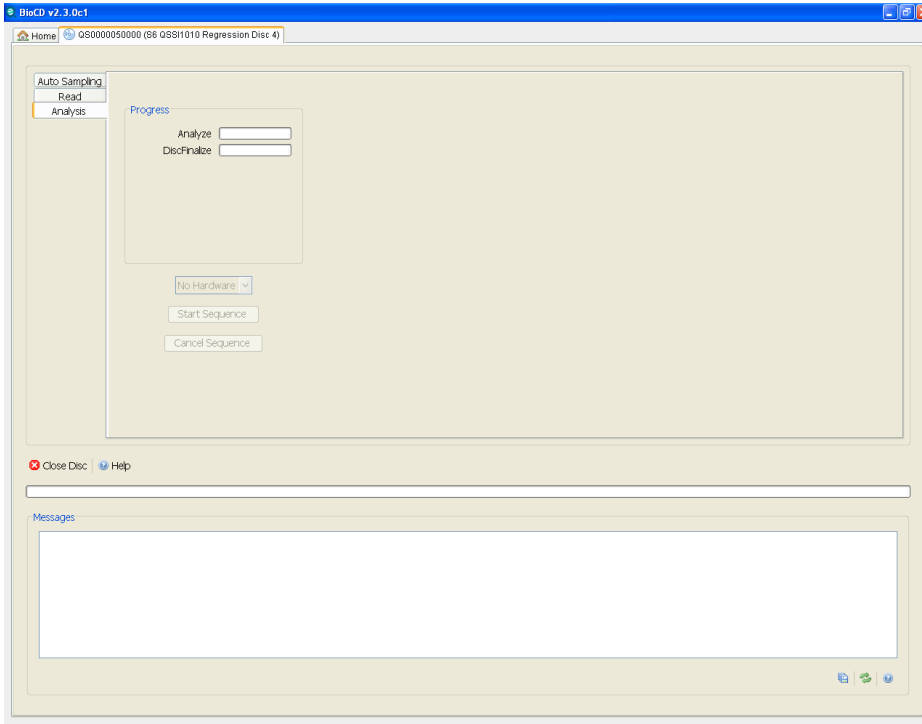 BioCD v2.3.0c1
Home
QS0000050000 (S6 QSSI1010 Regression Disc 4)
Auto Sampling
Read
Analysis
Progress
Analyze
DiscFinalize
No Hardware
Start Sequence
Cancel Sequence
Close Disc
Help
Messages